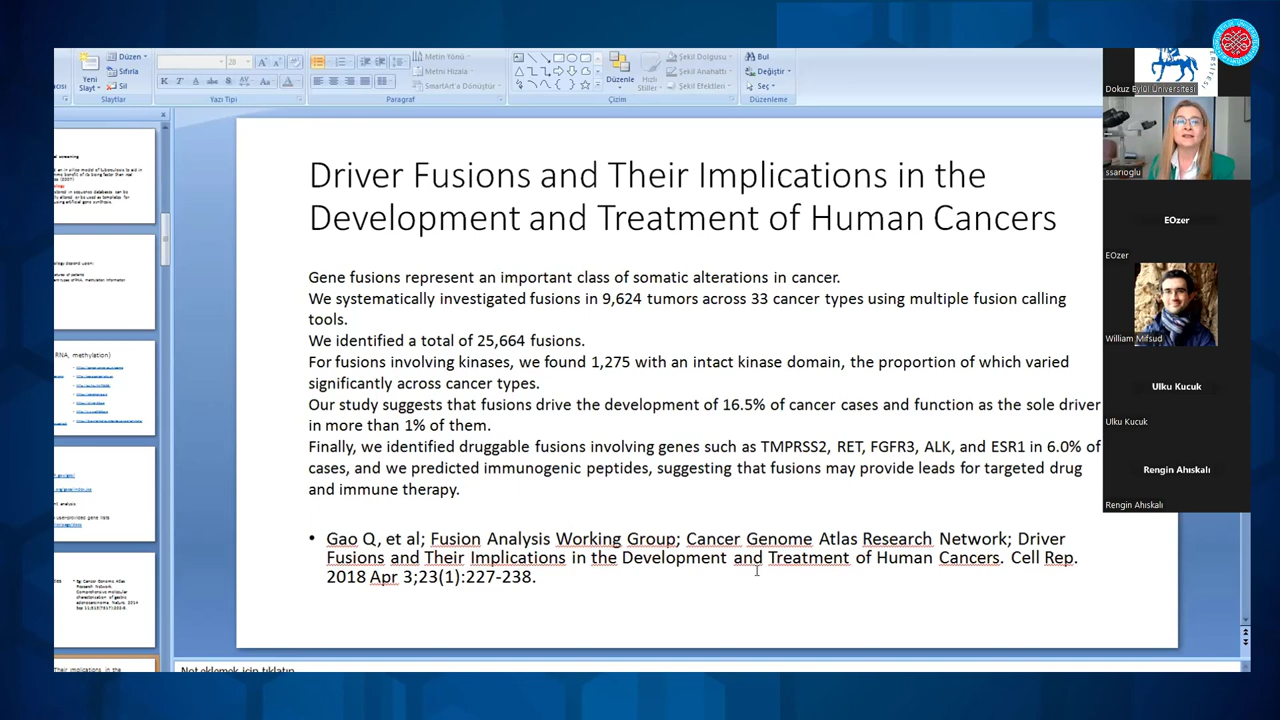 Yeni
Slayt
Düzen
Sıfırla
Sil
Slaytlar
28
K
T
A
Aa
A
Yazı Tipi
Metin Yönü
Metni Hizala
SmartArt'a Dönüştür
Paragraf
Düzenle
Hızlı
Stiller
Şekil Dolgusu
Şekil Anahattı
Şekil Efektleri
Çizim
Bul
Değiştir
Seç
Düzenleme
RNA, methylation)
Driver Fusions and Their Implications in the
Development and Treatment of Human Cancers
Gene fusions represent an important class of somatic alterations in cancer.
We systematically investigated fusions in 9,624 tumors across 33 cancer types using multiple fusion calling
tools.
We identified a total of 25,664 fusions.
For fusions involving kinases, we found 1,275 with an intact kinase domain, the proportion of which varied
significantly across cancer types.
Our study suggests that fusions drive the development of 16.5% of cancer cases and function as the sole driver
in more than 1% of them.
Finally, we identified druggable fusions involving genes such as TMPRSS2, RET, FGFR3, ALK, and ESR1 in 6.0% of
cases, and we predicted immunogenic peptides, suggesting that fusions may provide leads for targeted drug
and immune therapy.
• Gao Q, et al; Fusion Analysis Working Group; Cancer Genome Atlas Research Network; Driver
Fusions and Their Implications in the Development and Treatment of Human Cancers. Cell Rep.
2018 Apr 3;23(1):227-238.
Not eklemek için tıklatın
Dokuz Eylül Üniversitesi
ssarioglu
EOzer
EOzer
William Mifsud
Ulku Kucuk
Ulku Kucuk
Rengin Ahıskalı
Rengin Ahıskalı